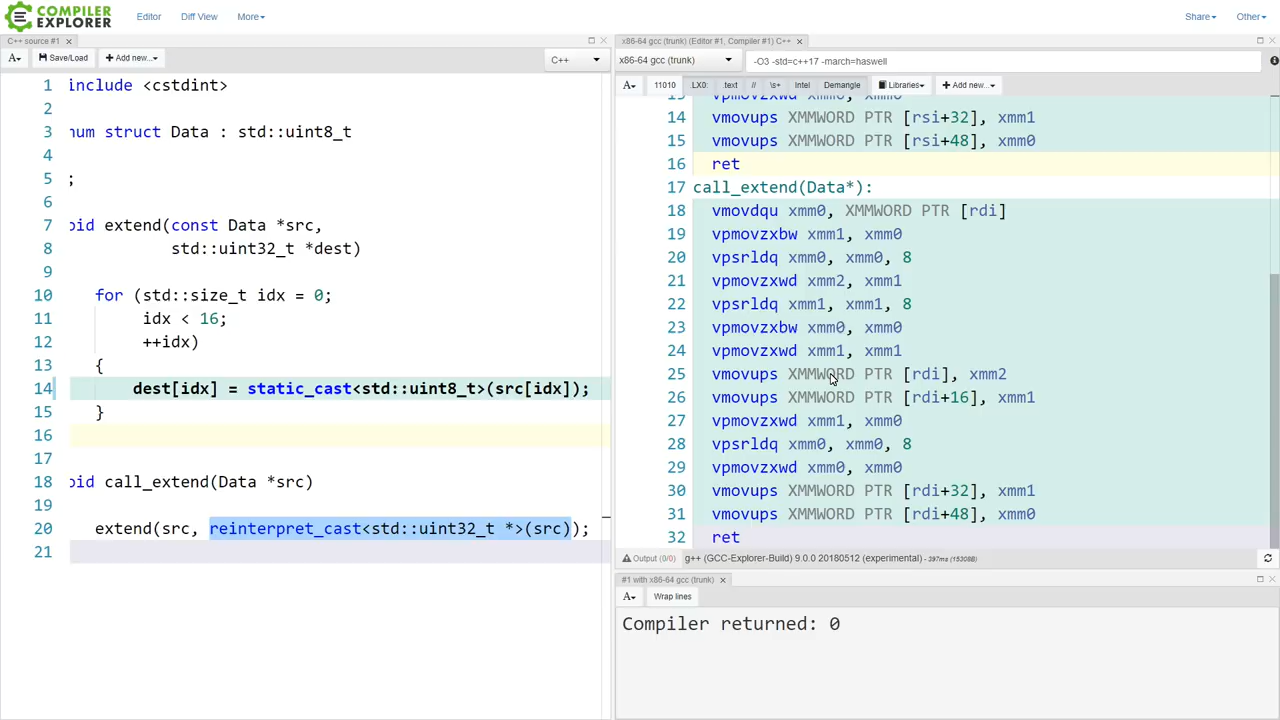 COMPILER
EXPLORER
Editor
Diff View
More
Share
Other
C++ source #1 ×
A
Save/Load
+ Add new...
C++
1 include <cstdint>
2
3 num struct Data : std::uint8_t
4
5 ;
6
7 oid extend(const Data *src,
8 std::uint32_t *dest)
9
10 for (std::size_t idx = 0;
11 idx < 16;
12 ++idx)
13 {
14 dest[idx] = static_cast<std::uint8_t>(src[idx]);
15 }
16
17
18 oid call_extend(Data *src)
19
20 extend(src, reinterpret_cast<std::uint32_t *>(src));
21
x86-64 gcc (trunk) (Editor #1, Compiler #1) C++ ×
x86-64 gcc (trunk)
-O3 -std=c++17 -march=haswell
A 11010 .LX0: .text // \s+ Intel Demangle Libraries + Add new...
13 vpmovzxwd xmm0, xmm0
14 vmovups XMMWORD PTR [rsi+32], xmm1
15 vmovups XMMWORD PTR [rsi+48], xmm0
16 ret
17 call_extend(Data*):
18 vmovdqu xmm0, XMMWORD PTR [rdi]
19 vpmovzxbw xmm1, xmm0
20 vpsrldq xmm0, xmm0, 8
21 vpmovzxwd xmm2, xmm1
22 vpsrldq xmm1, xmm1, 8
23 vpmovzxbw xmm0, xmm0
24 vpmovzxwd xmm1, xmm1
25 vmovups XMMWORD PTR [rdi], xmm2
26 vmovups XMMWORD PTR [rdi+16], xmm1
27 vpmovzxwd xmm1, xmm0
28 vpsrldq xmm0, xmm0, 8
29 vpmovzxwd xmm0, xmm0
30 vmovups XMMWORD PTR [rdi+32], xmm1
31 vmovups XMMWORD PTR [rdi+48], xmm0
32 ret
Output (0/0) g++ (GCC-Explorer-Build) 9.0.0 20180512 (experimental) - 397ms (15308B)
#1 with x86-64 gcc (trunk) ×
A Wrap lines
Compiler returned: 0